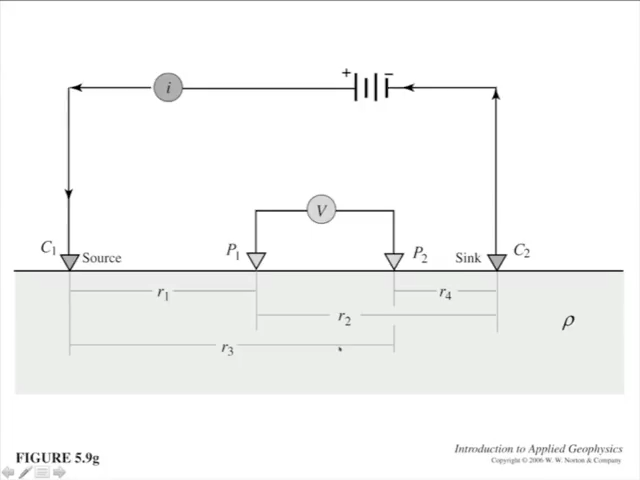 + −
i
V
C1 Source P1 P2 Sink C2
r1 r4
r2
ρ
r3
FIGURE 5.9g
Introduction to Applied Geophysics
Copyright © 2006 W. W. Norton & Company